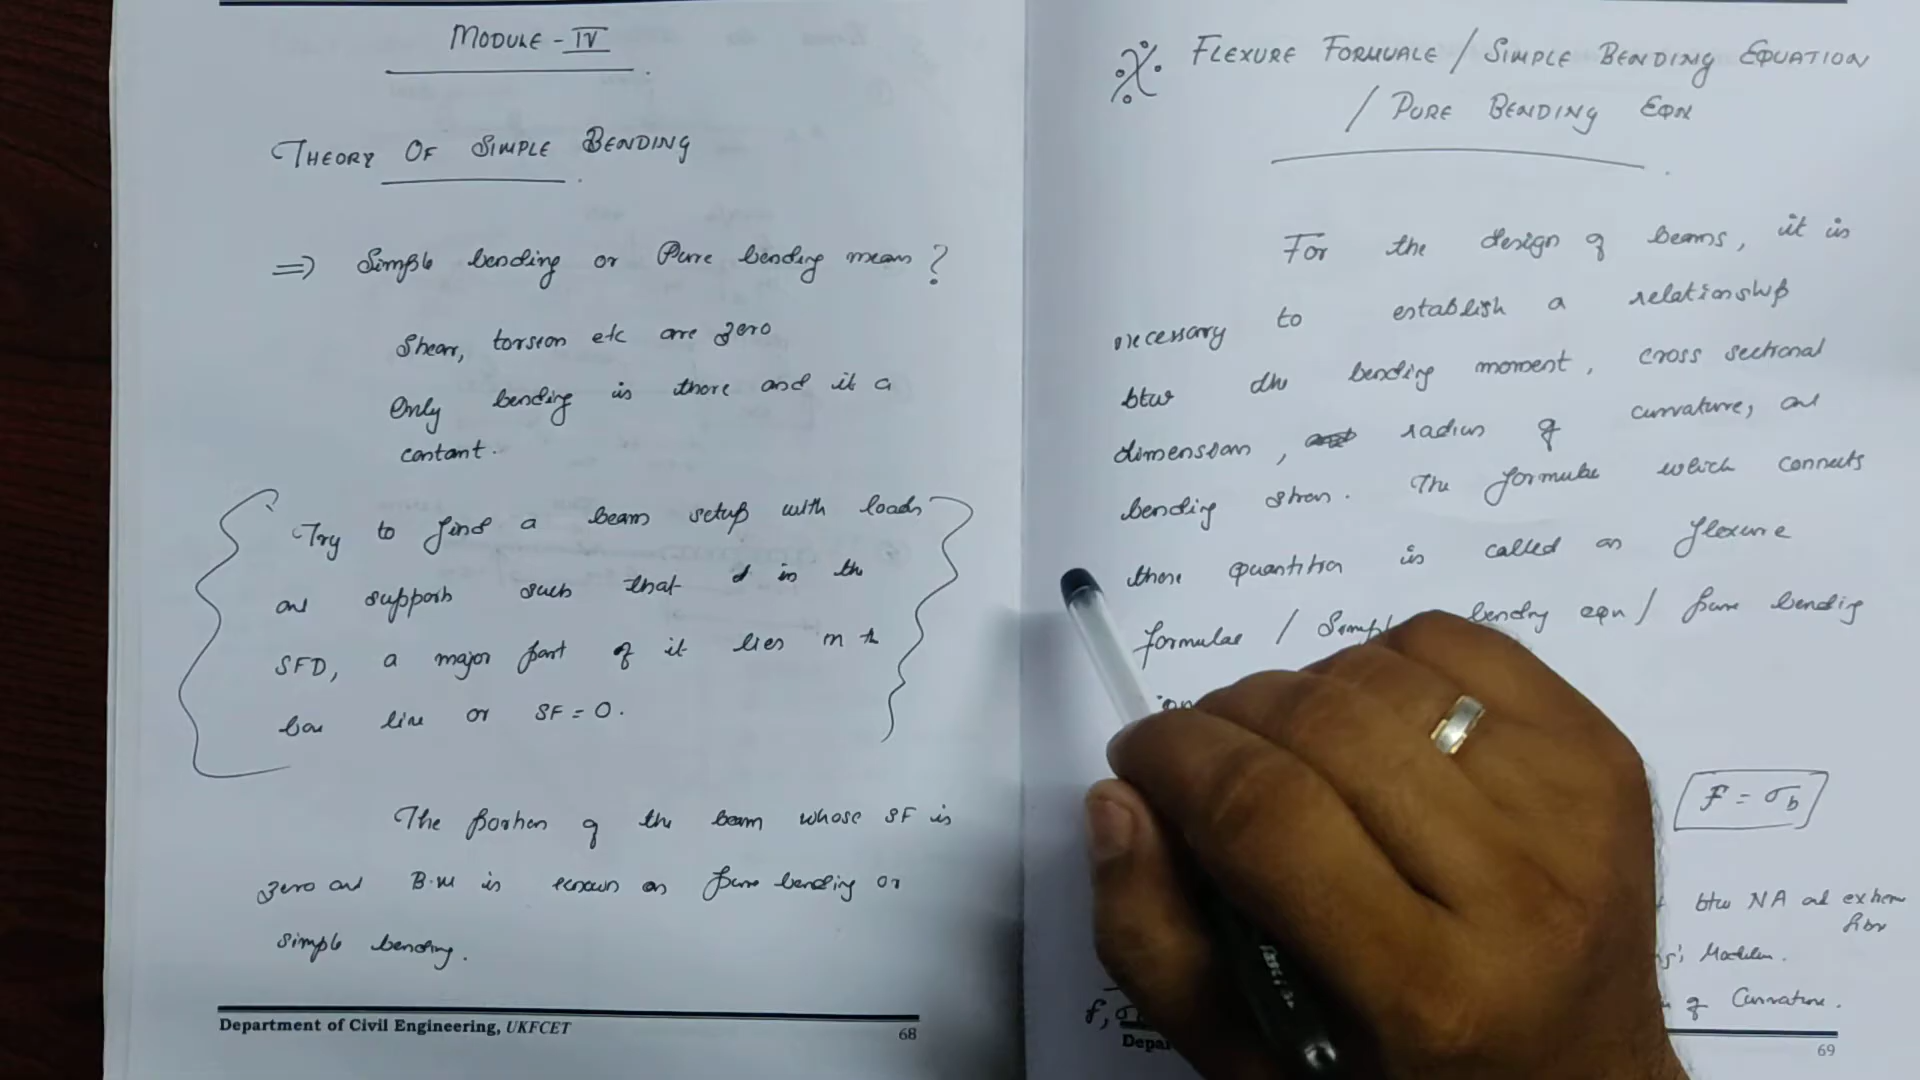 MODULE - IV
THEORY OF SIMPLE BENDING
=> Simple bending or Pure bending means ?
Shear, torsion etc are zero
Only bending is there and it a
contant.
Try to find a beam setup with loads
and supports such that in the
SFD, a major part of it lies in th
line or SF = 0.
The portion of the beam whose SF is
zero and B.M is known as pure bending or
simple bending.
Department of Civil Engineering, UKFCET
68
FLEXURE FORMUALE / SIMPLE BENDING EQUATION
/ PURE BENDING EQN
For the design of beams, it is
necessary to establish a relationship
btw the bending moment, cross sectional
dimension, radius of curvature, and
bending stress. The formulae which connects
these quantities is called as flexure
formulae / bending eqn / pure bending
F = σb
btw NA and extreme
fibre
Modulus.
of Curvature.
f,
Depar
69